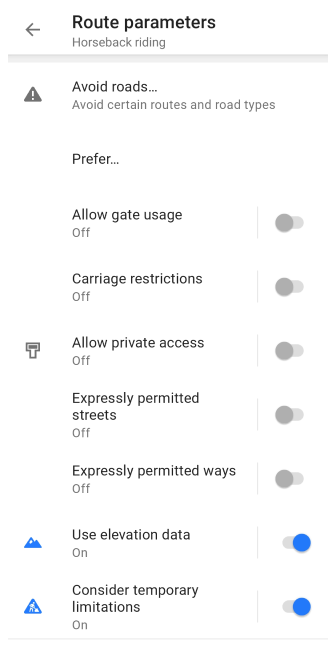 Route parameters
Horseback riding
Avoid roads...
Avoid certain routes and road types
Prefer...
Allow gate usage
Off
Carriage restrictions
Off
Allow private access
Off
Expressly permitted
streets
Off
Expressly permitted ways
Off
Use elevation data
On
Consider temporary
limitations
On